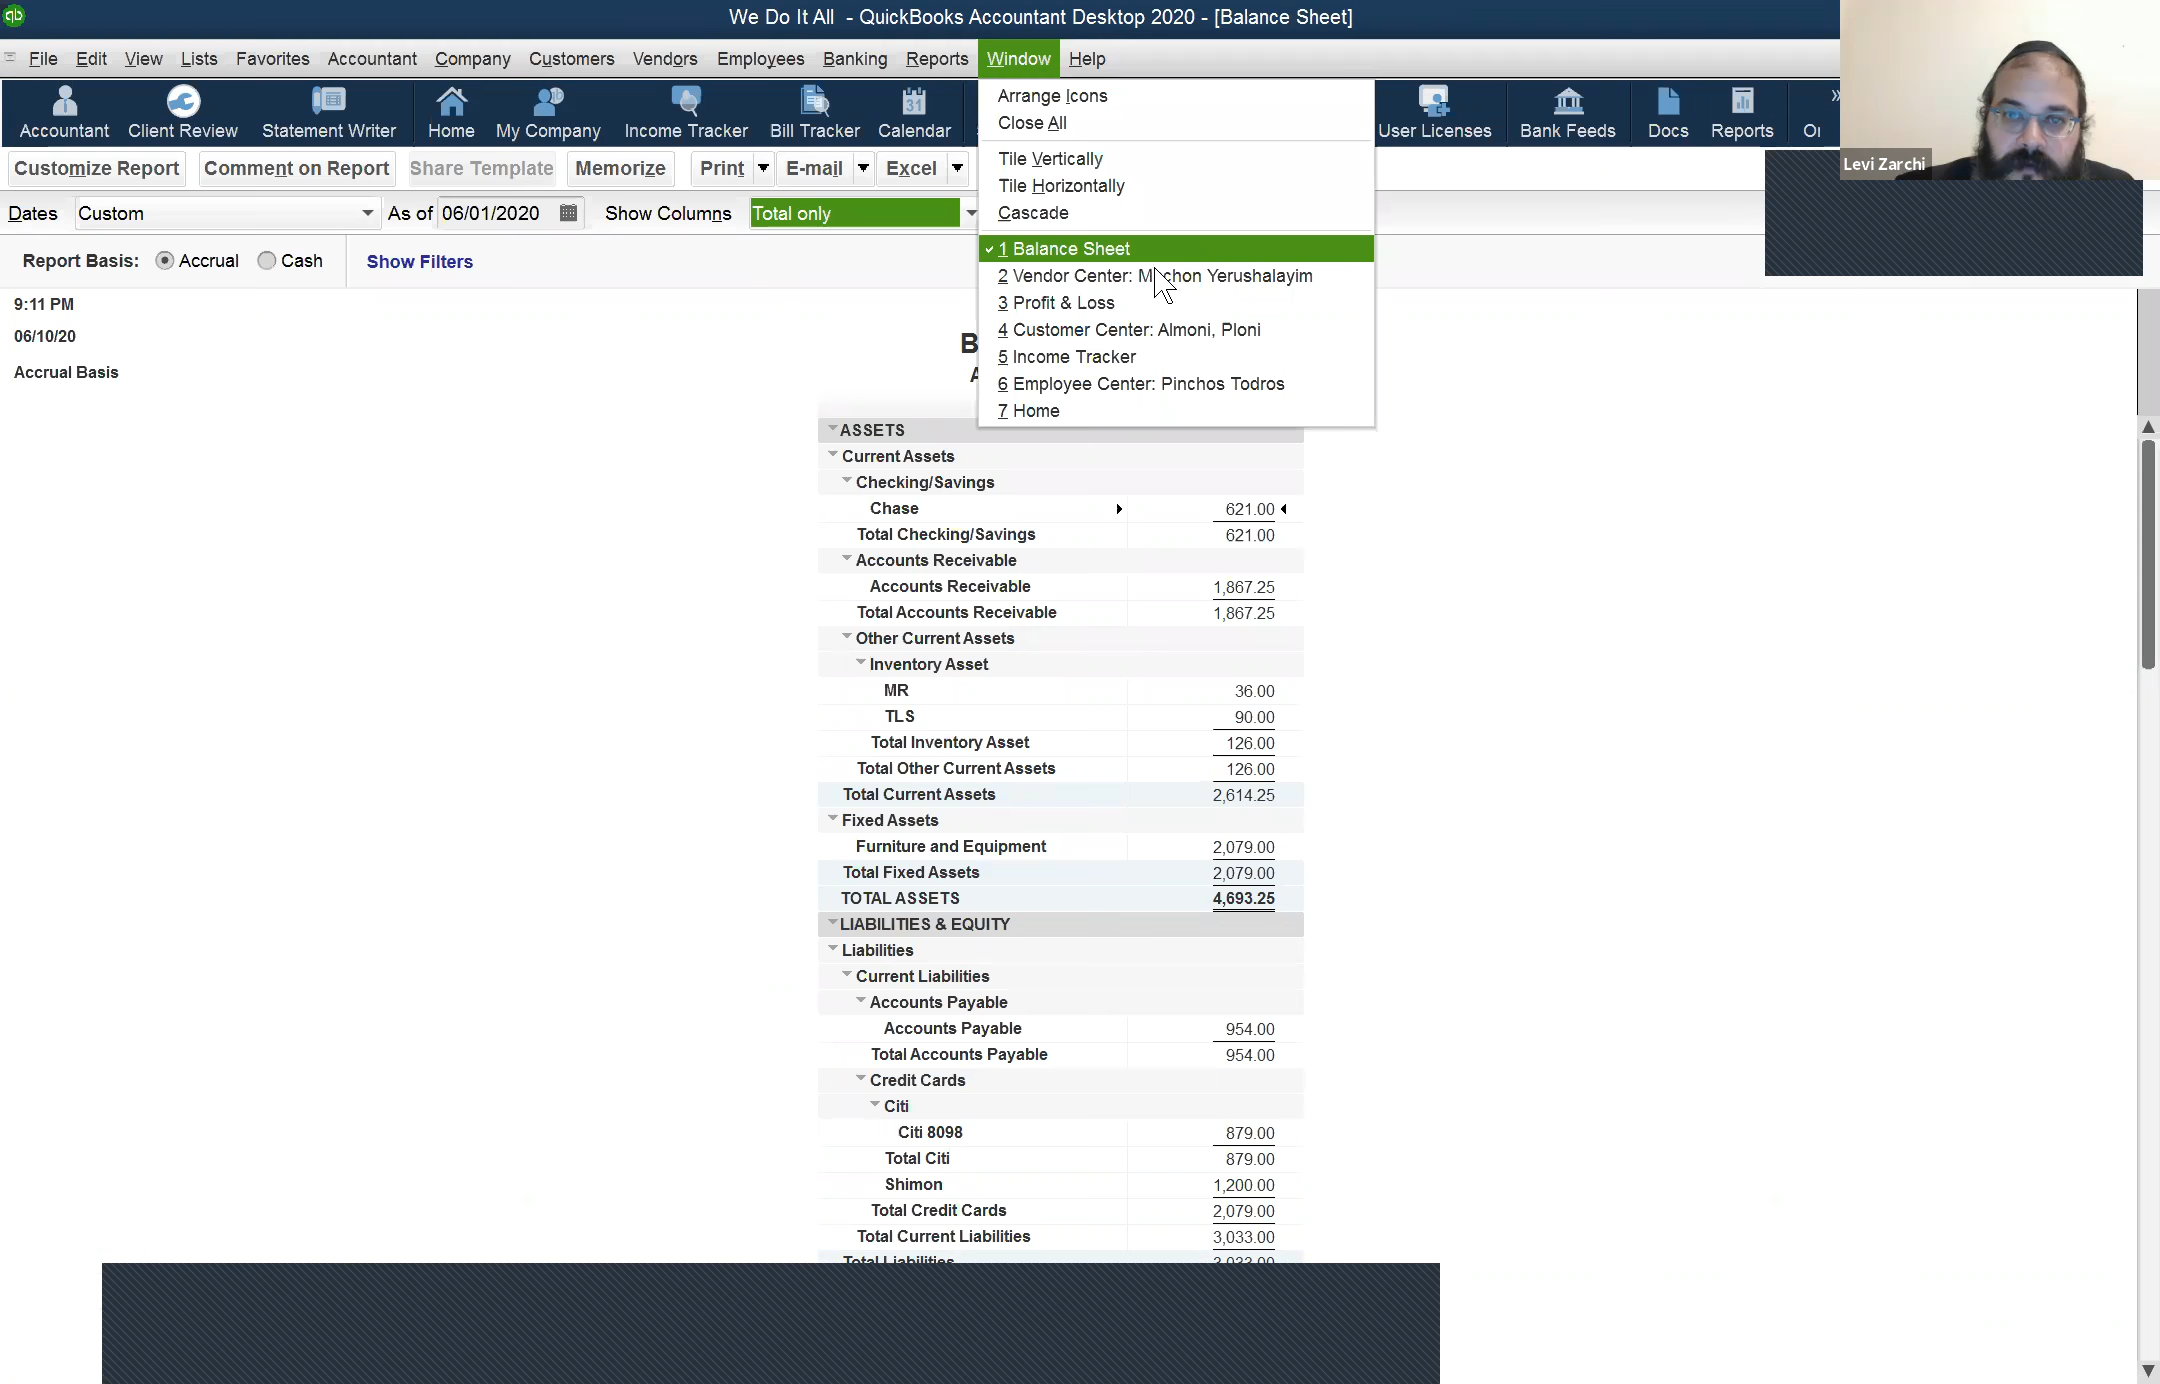 qb
We Do It All - QuickBooks Accountant Desktop 2020 - [Balance Sheet]
File Edit View Lists Favorites Accountant Company Customers Vendors Employees Banking Reports Window Help
Accountant Client Review Statement Writer Home My Company Income Tracker Bill Tracker Calendar User Licenses Bank Feeds Docs Reports
31
Arrange Icons
Close All
Tile Vertically
Tile Horizontally
Cascade
1 Balance Sheet
2 Vendor Center: Yerushalayim
3 Profit & Loss
4 Customer Center: Almoni, Ploni
5 Income Tracker
6 Employee Center: Pinchos Todros
7 Home
Levi Zarchi
Customize Report Comment on Report Share Template Memorize Print E-mail Excel
Dates Custom As of 06/01/2020 Show Columns Total only
Report Basis: Accrual Cash Show Filters
9:11 PM
06/10/20
Accrual Basis
ASSETS
Current Assets
Checking/Savings
Chase 621.00
Total Checking/Savings 621.00
Accounts Receivable
Accounts Receivable 1,867.25
Total Accounts Receivable 1,867.25
Other Current Assets
Inventory Asset
MR 36.00
TLS 90.00
Total Inventory Asset 126.00
Total Other Current Assets 126.00
Total Current Assets 2,614.25
Fixed Assets
Furniture and Equipment 2,079.00
Total Fixed Assets 2,079.00
TOTAL ASSETS 4,693.25
LIABILITIES & EQUITY
Liabilities
Current Liabilities
Accounts Payable
Accounts Payable 954.00
Total Accounts Payable 954.00
Credit Cards
Citi
Citi 8098 879.00
Total Citi 879.00
Shimon 1,200.00
Total Credit Cards 2,079.00
Total Current Liabilities 3,033.00
Total Liabilities 3,033.00